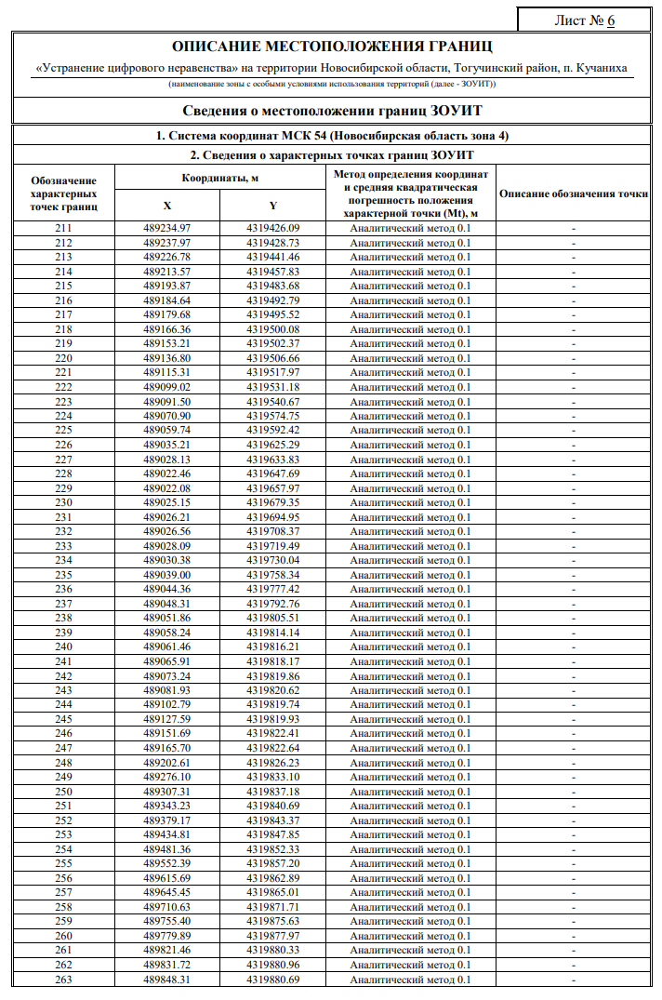 Лист № 6
ОПИСАНИЕ МЕСТОПОЛОЖЕНИЯ ГРАНИЦ
«Устранение цифрового неравенства» на территории Новосибирской области, Тогучинский район, п. Кучаниха
(наименование зоны с особыми условиями использования территорий (далее - ЗОУИТ))
Сведения о местоположении границ ЗОУИТ
1. Система координат МСК 54 (Новосибирская область зона 4)
2. Сведения о характерных точках границ ЗОУИТ
Обозначение
характерных
точек границ
Координаты, м
X Y
Метод определения координат
и средняя квадратическая
погрешность положения
характерной точки (Mt), м
Описание обозначения точки
211 489234.97 4319426.09 Аналитический метод 0.1 -
212 489237.97 4319428.73 Аналитический метод 0.1 -
213 489226.78 4319441.46 Аналитический метод 0.1 -
214 489213.57 4319457.83 Аналитический метод 0.1 -
215 489193.87 4319483.68 Аналитический метод 0.1 -
216 489184.64 4319492.79 Аналитический метод 0.1 -
217 489179.68 4319495.52 Аналитический метод 0.1 -
218 489166.36 4319500.08 Аналитический метод 0.1 -
219 489153.21 4319502.37 Аналитический метод 0.1 -
220 489136.80 4319506.66 Аналитический метод 0.1 -
221 489115.31 4319517.97 Аналитический метод 0.1 -
222 489099.02 4319531.18 Аналитический метод 0.1 -
223 489091.50 4319540.67 Аналитический метод 0.1 -
224 489070.90 4319574.75 Аналитический метод 0.1 -
225 489059.74 4319592.42 Аналитический метод 0.1 -
226 489035.21 4319625.29 Аналитический метод 0.1 -
227 489028.13 4319633.83 Аналитический метод 0.1 -
228 489022.46 4319647.69 Аналитический метод 0.1 -
229 489022.08 4319657.97 Аналитический метод 0.1 -
230 489025.15 4319679.35 Аналитический метод 0.1 -
231 489026.21 4319694.95 Аналитический метод 0.1 -
232 489026.56 4319708.37 Аналитический метод 0.1 -
233 489028.09 4319719.49 Аналитический метод 0.1 -
234 489030.38 4319730.04 Аналитический метод 0.1 -
235 489039.00 4319758.34 Аналитический метод 0.1 -
236 489044.36 4319777.42 Аналитический метод 0.1 -
237 489048.31 4319792.76 Аналитический метод 0.1 -
238 489051.86 4319805.51 Аналитический метод 0.1 -
239 489058.24 4319814.14 Аналитический метод 0.1 -
240 489061.46 4319816.21 Аналитический метод 0.1 -
241 489065.91 4319818.17 Аналитический метод 0.1 -
242 489073.24 4319819.86 Аналитический метод 0.1 -
243 489081.93 4319820.62 Аналитический метод 0.1 -
244 489102.79 4319819.74 Аналитический метод 0.1 -
245 489127.59 4319819.93 Аналитический метод 0.1 -
246 489151.69 4319822.41 Аналитический метод 0.1 -
247 489165.70 4319822.64 Аналитический метод 0.1 -
248 489202.61 4319826.23 Аналитический метод 0.1 -
249 489276.10 4319833.10 Аналитический метод 0.1 -
250 489307.31 4319837.18 Аналитический метод 0.1 -
251 489343.23 4319840.69 Аналитический метод 0.1 -
252 489379.17 4319843.37 Аналитический метод 0.1 -
253 489434.81 4319847.85 Аналитический метод 0.1 -
254 489481.36 4319852.33 Аналитический метод 0.1 -
255 489552.39 4319857.20 Аналитический метод 0.1 -
256 489615.69 4319862.89 Аналитический метод 0.1 -
257 489645.45 4319865.01 Аналитический метод 0.1 -
258 489710.63 4319871.71 Аналитический метод 0.1 -
259 489755.40 4319875.63 Аналитический метод 0.1 -
260 489779.89 4319877.97 Аналитический метод 0.1 -
261 489821.46 4319880.33 Аналитический метод 0.1 -
262 489831.72 4319880.96 Аналитический метод 0.1 -
263 489848.31 4319880.69 Аналитический метод 0.1 -